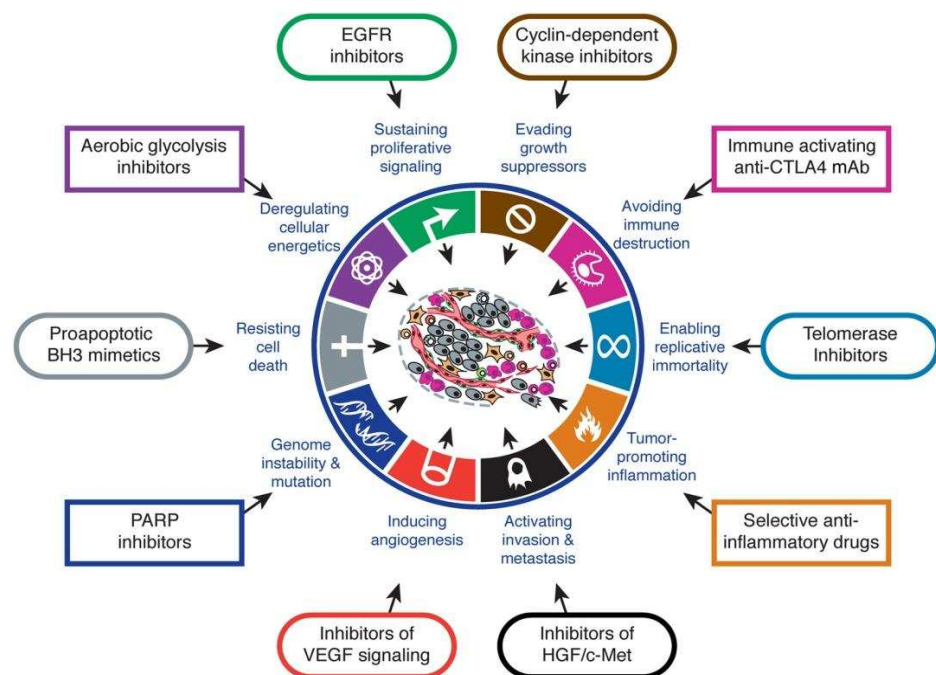 EGFR
inhibitors
Cyclin-dependent
kinase inhibitors
Sustaining
proliferative
signaling
Evading
growth
suppressors
Aerobic glycolysis
inhibitors
Immune activating
anti-CTLA4 mAb
Deregulating
cellular
energetics
Avoiding
immune
destruction
Proapoptotic
BH3 mimetics
Resisting
cell
death
Enabling
replicative
immortality
Telomerase
Inhibitors
Genome
instability &
mutation
Tumor-
promoting
inflammation
PARP
inhibitors
Inducing
angiogenesis
Activating
invasion &
metastasis
Selective anti-
inflammatory drugs
Inhibitors of
VEGF signaling
Inhibitors of
HGF/c-Met